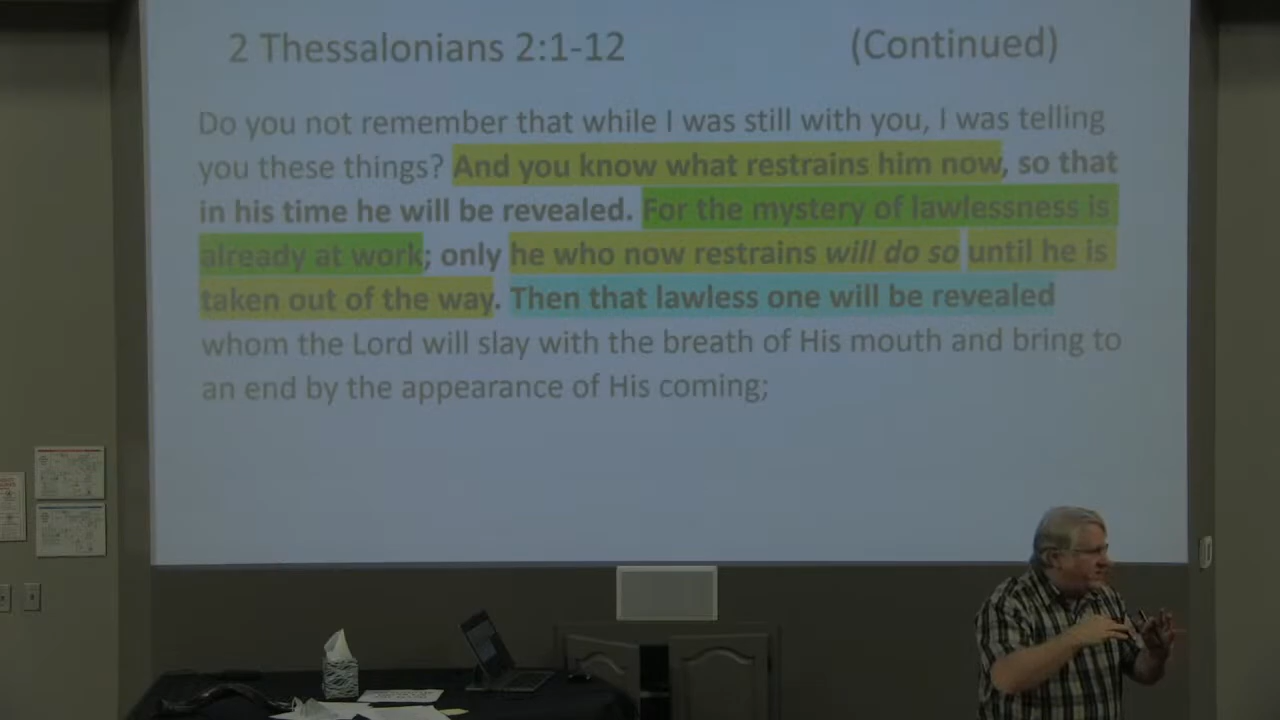 2 Thessalonians 2:1-12 (Continued)
Do you not remember that while I was still with you, I was telling
you these things? And you know what restrains him now, so that
in his time he will be revealed. For the mystery of lawlessness is
already at work; only he who now restrains will do so until he is
taken out of the way. Then that lawless one will be revealed
whom the Lord will slay with the breath of His mouth and bring to
an end by the appearance of His coming;